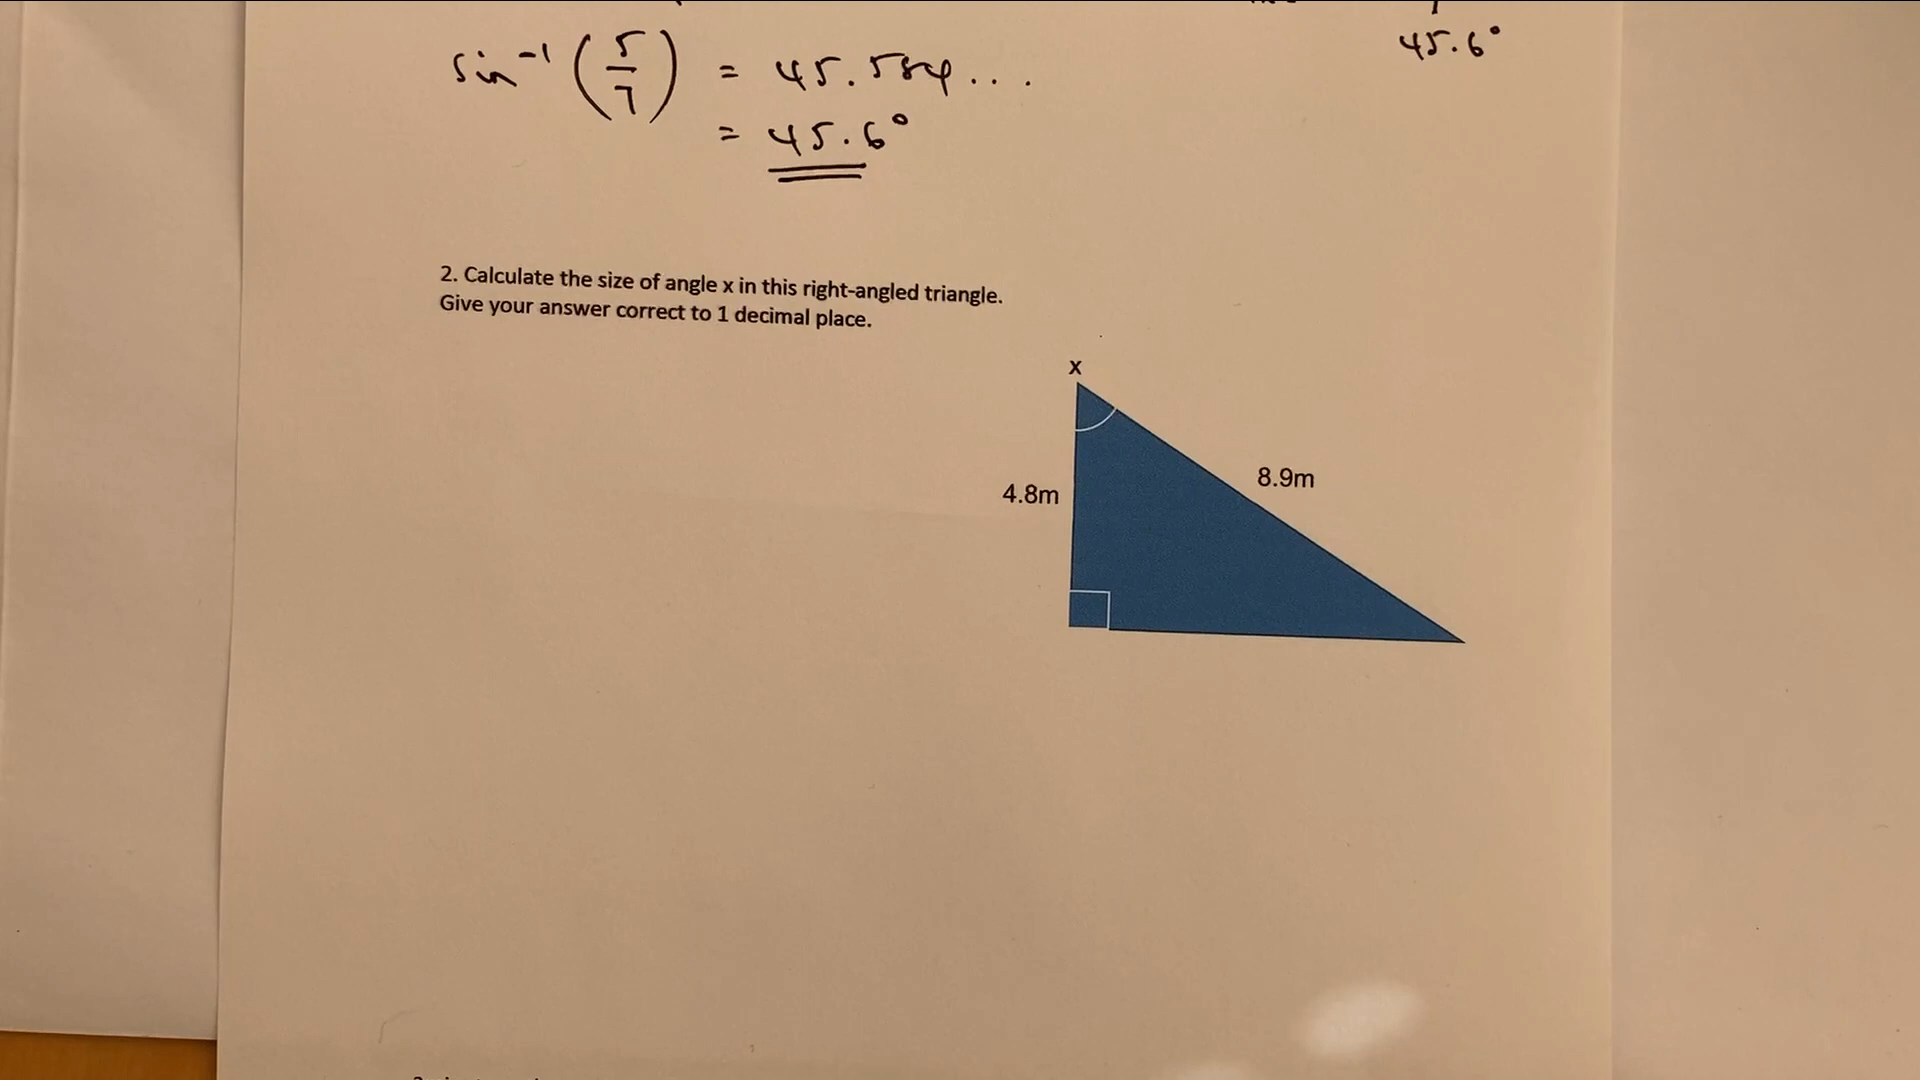 45.6°
sin⁻¹ (5/7) = 45.584...
= 45.6°
2. Calculate the size of angle x in this right-angled triangle.
Give your answer correct to 1 decimal place.
x
8.9m
4.8m